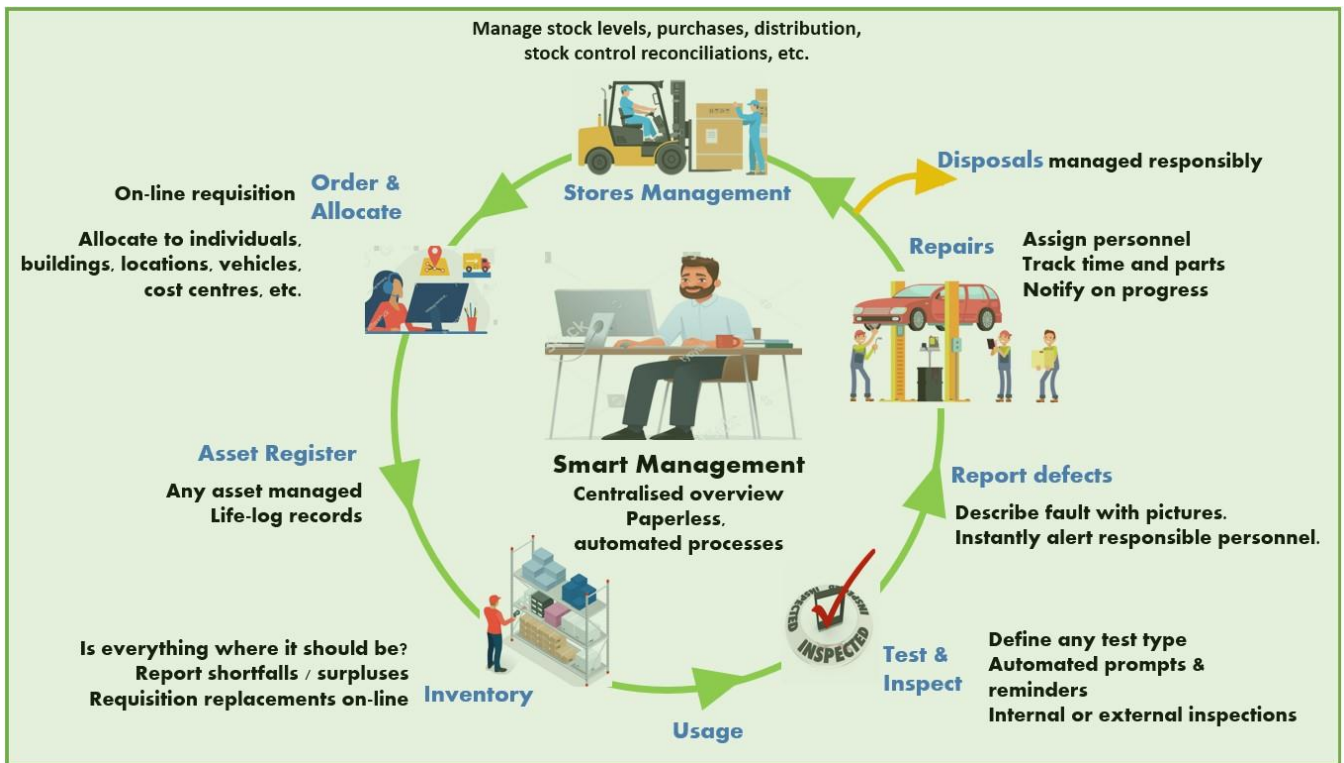 Manage stock levels, purchases, distribution,
stock control reconciliations, etc.
Stores Management
Disposals managed responsibly
On-line requisition
Order &
Allocate
Allocate to individuals,
buildings, locations, vehicles,
cost centres, etc.
Repairs
Assign personnel
Track time and parts
Notify on progress
Asset Register
Any asset managed
Life-log records
Smart Management
Centralised overview
Paperless,
automated processes
Report defects
Describe fault with pictures.
Instantly alert responsible personnel.
Is everything where it should be?
Report shortfalls / surpluses
Requisition replacements on-line
Inventory
Usage
INSPECTED
Test &
Inspect
Define any test type
Automated prompts &
reminders
Internal or external inspections